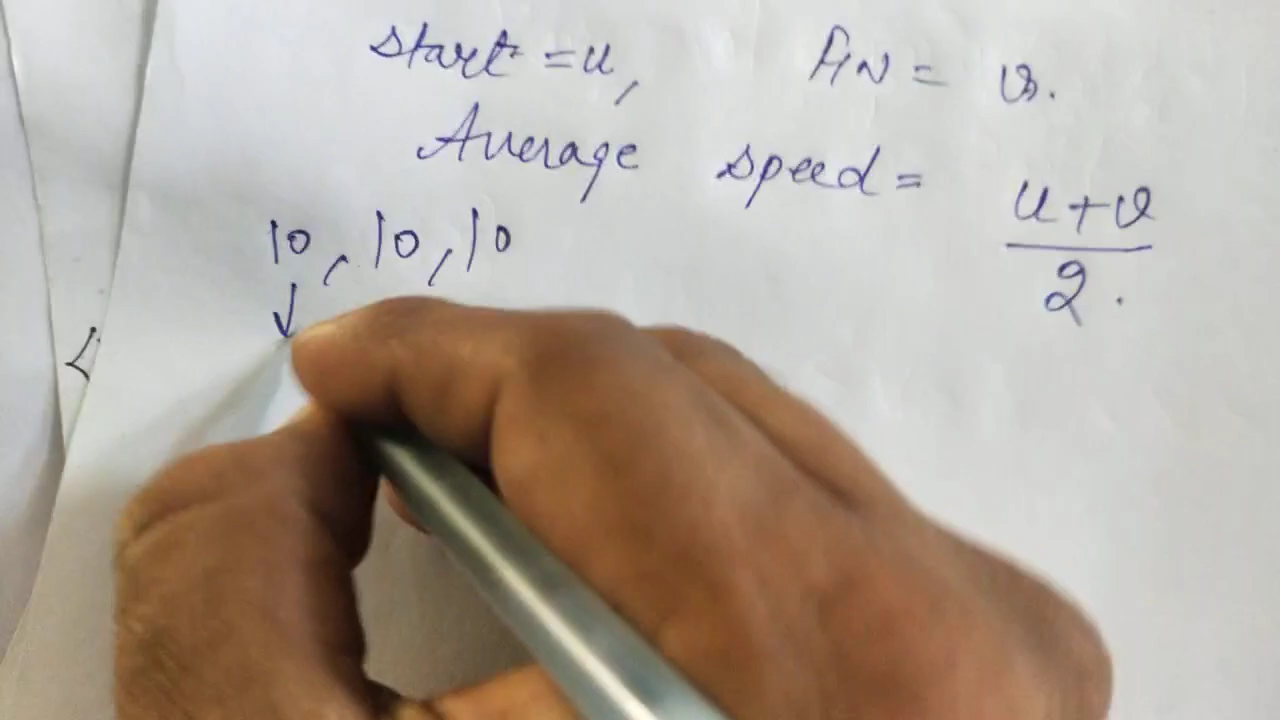 start = u, FIN = v.
Average speed = u+v/2.
10, 10, 10